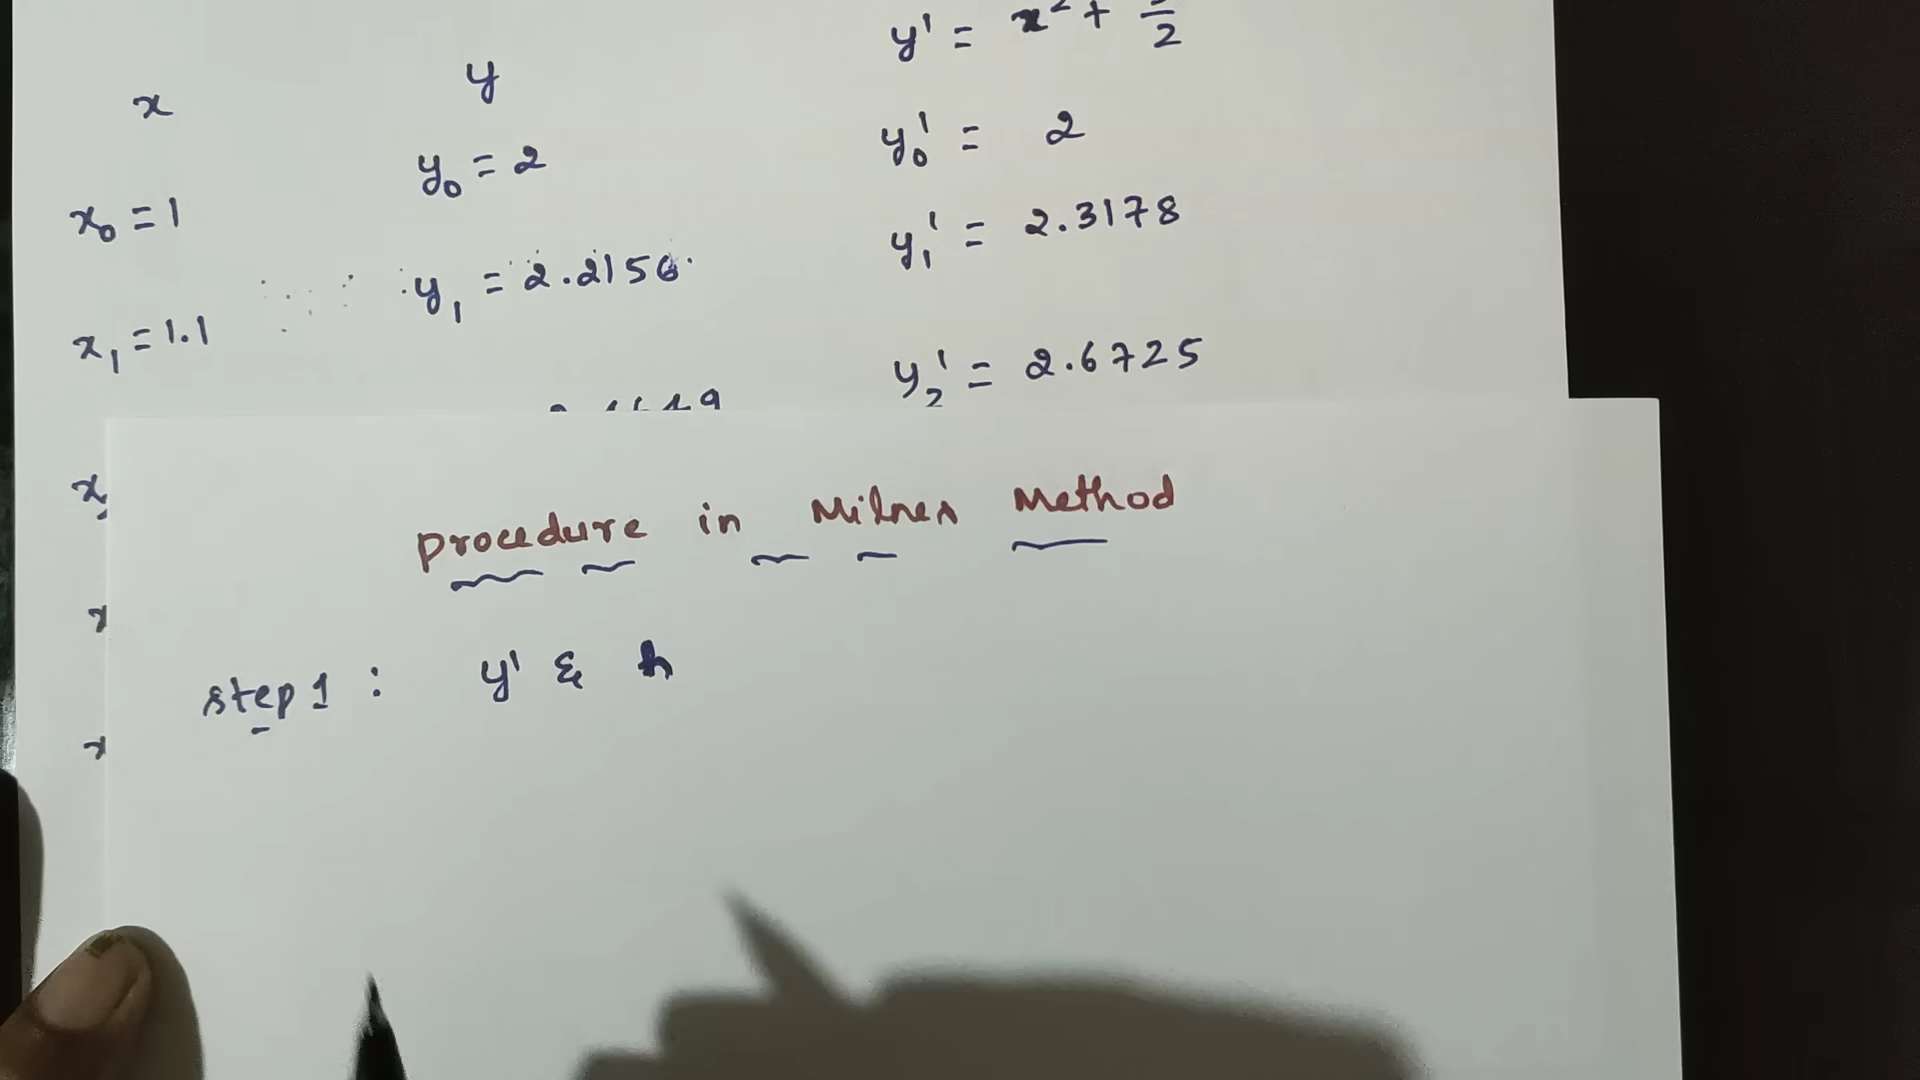 y' = x² + /2
x y
y₀ = 2 y₀' = 2
x₀ = 1 y₁' = 2.3178
y₁ = 2.2156
x₁ = 1.1 y₂' = 2.6725
x
procedure in Milnes Method
x
step 1 : y' & h
x